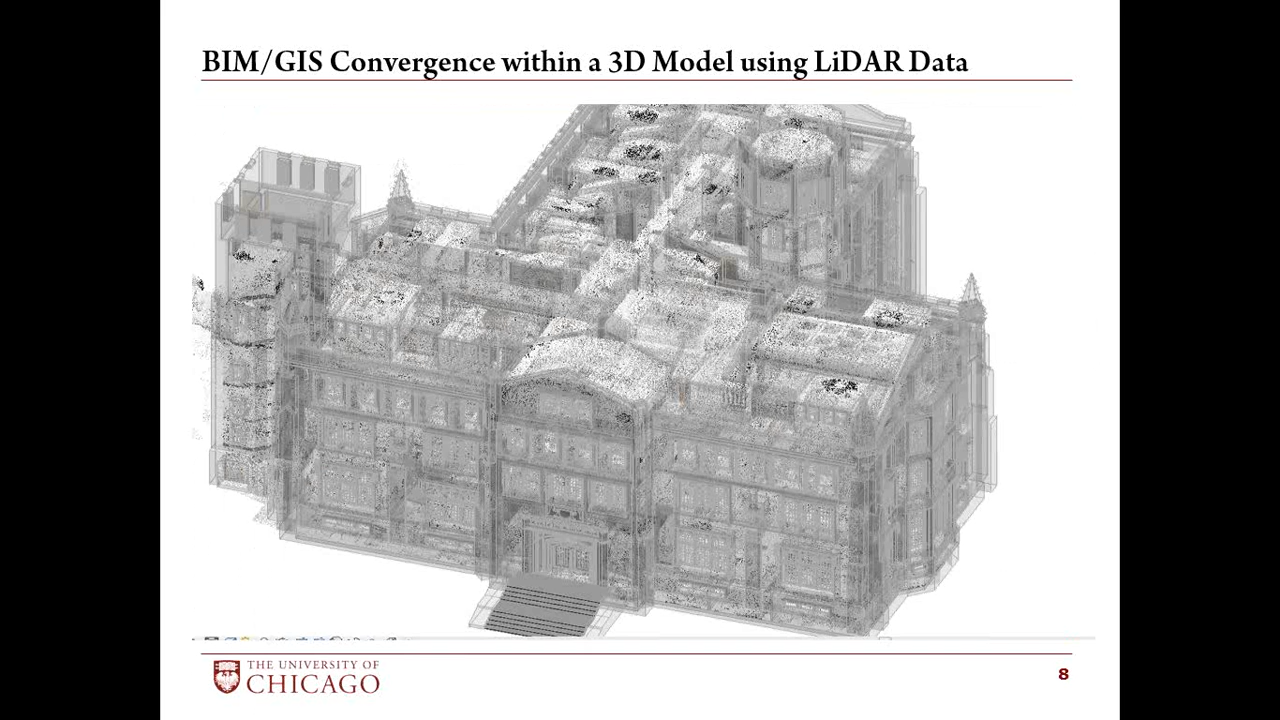 BIM/GIS Convergence within a 3D Model using LiDAR Data
THE UNIVERSITY OF
CHICAGO
8